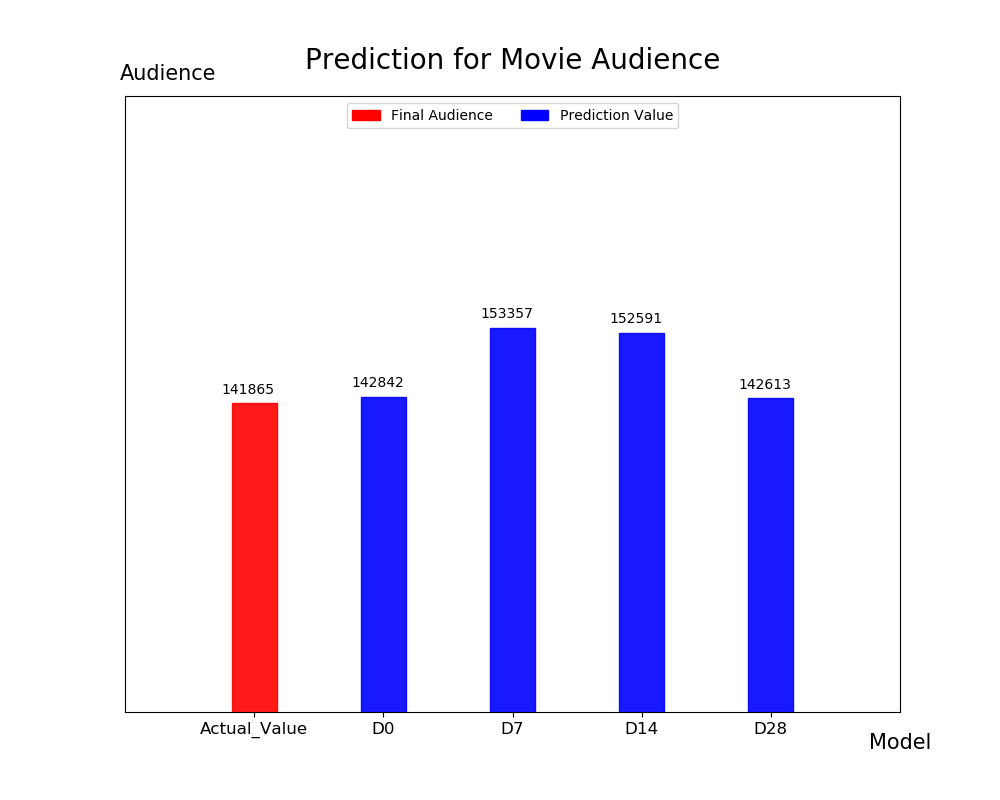 Prediction for Movie Audience
Audience
Final Audience Prediction Value
153357
152591
142842
142613
141865
Actual_Value D0 D7 D14 D28
Model